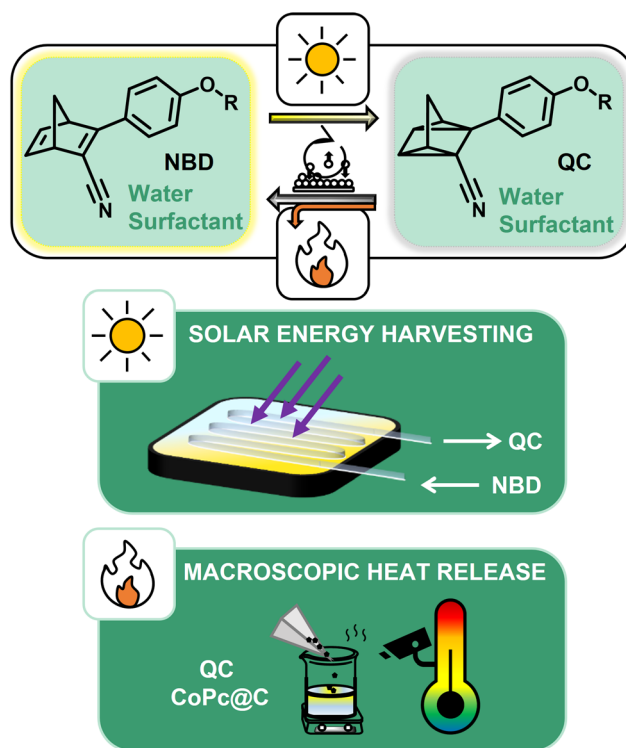 O
R
NBD
N
Water
Surfactant
O
R
QC
N
Water
Surfactant
SOLAR ENERGY HARVESTING
QC
NBD
MACROSCOPIC HEAT RELEASE
QC
CoPc@C